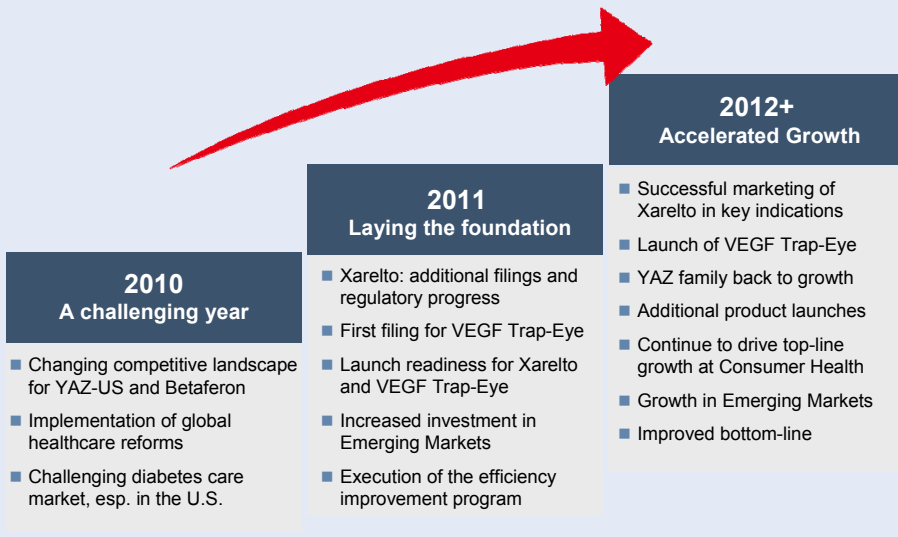 2010
A challenging year
Changing competitive landscape
for YAZ-US and Betaferon
Implementation of global
healthcare reforms
Challenging diabetes care
market, esp. in the U.S.
2011
Laying the foundation
Xarelto: additional filings and
regulatory progress
First filing for VEGF Trap-Eye
Launch readiness for Xarelto
and VEGF Trap-Eye
Increased investment in
Emerging Markets
Execution of the efficiency
improvement program
2012+
Accelerated Growth
Successful marketing of
Xarelto in key indications
Launch of VEGF Trap-Eye
YAZ family back to growth
Additional product launches
Continue to drive top-line
growth at Consumer Health
Growth in Emerging Markets
Improved bottom-line